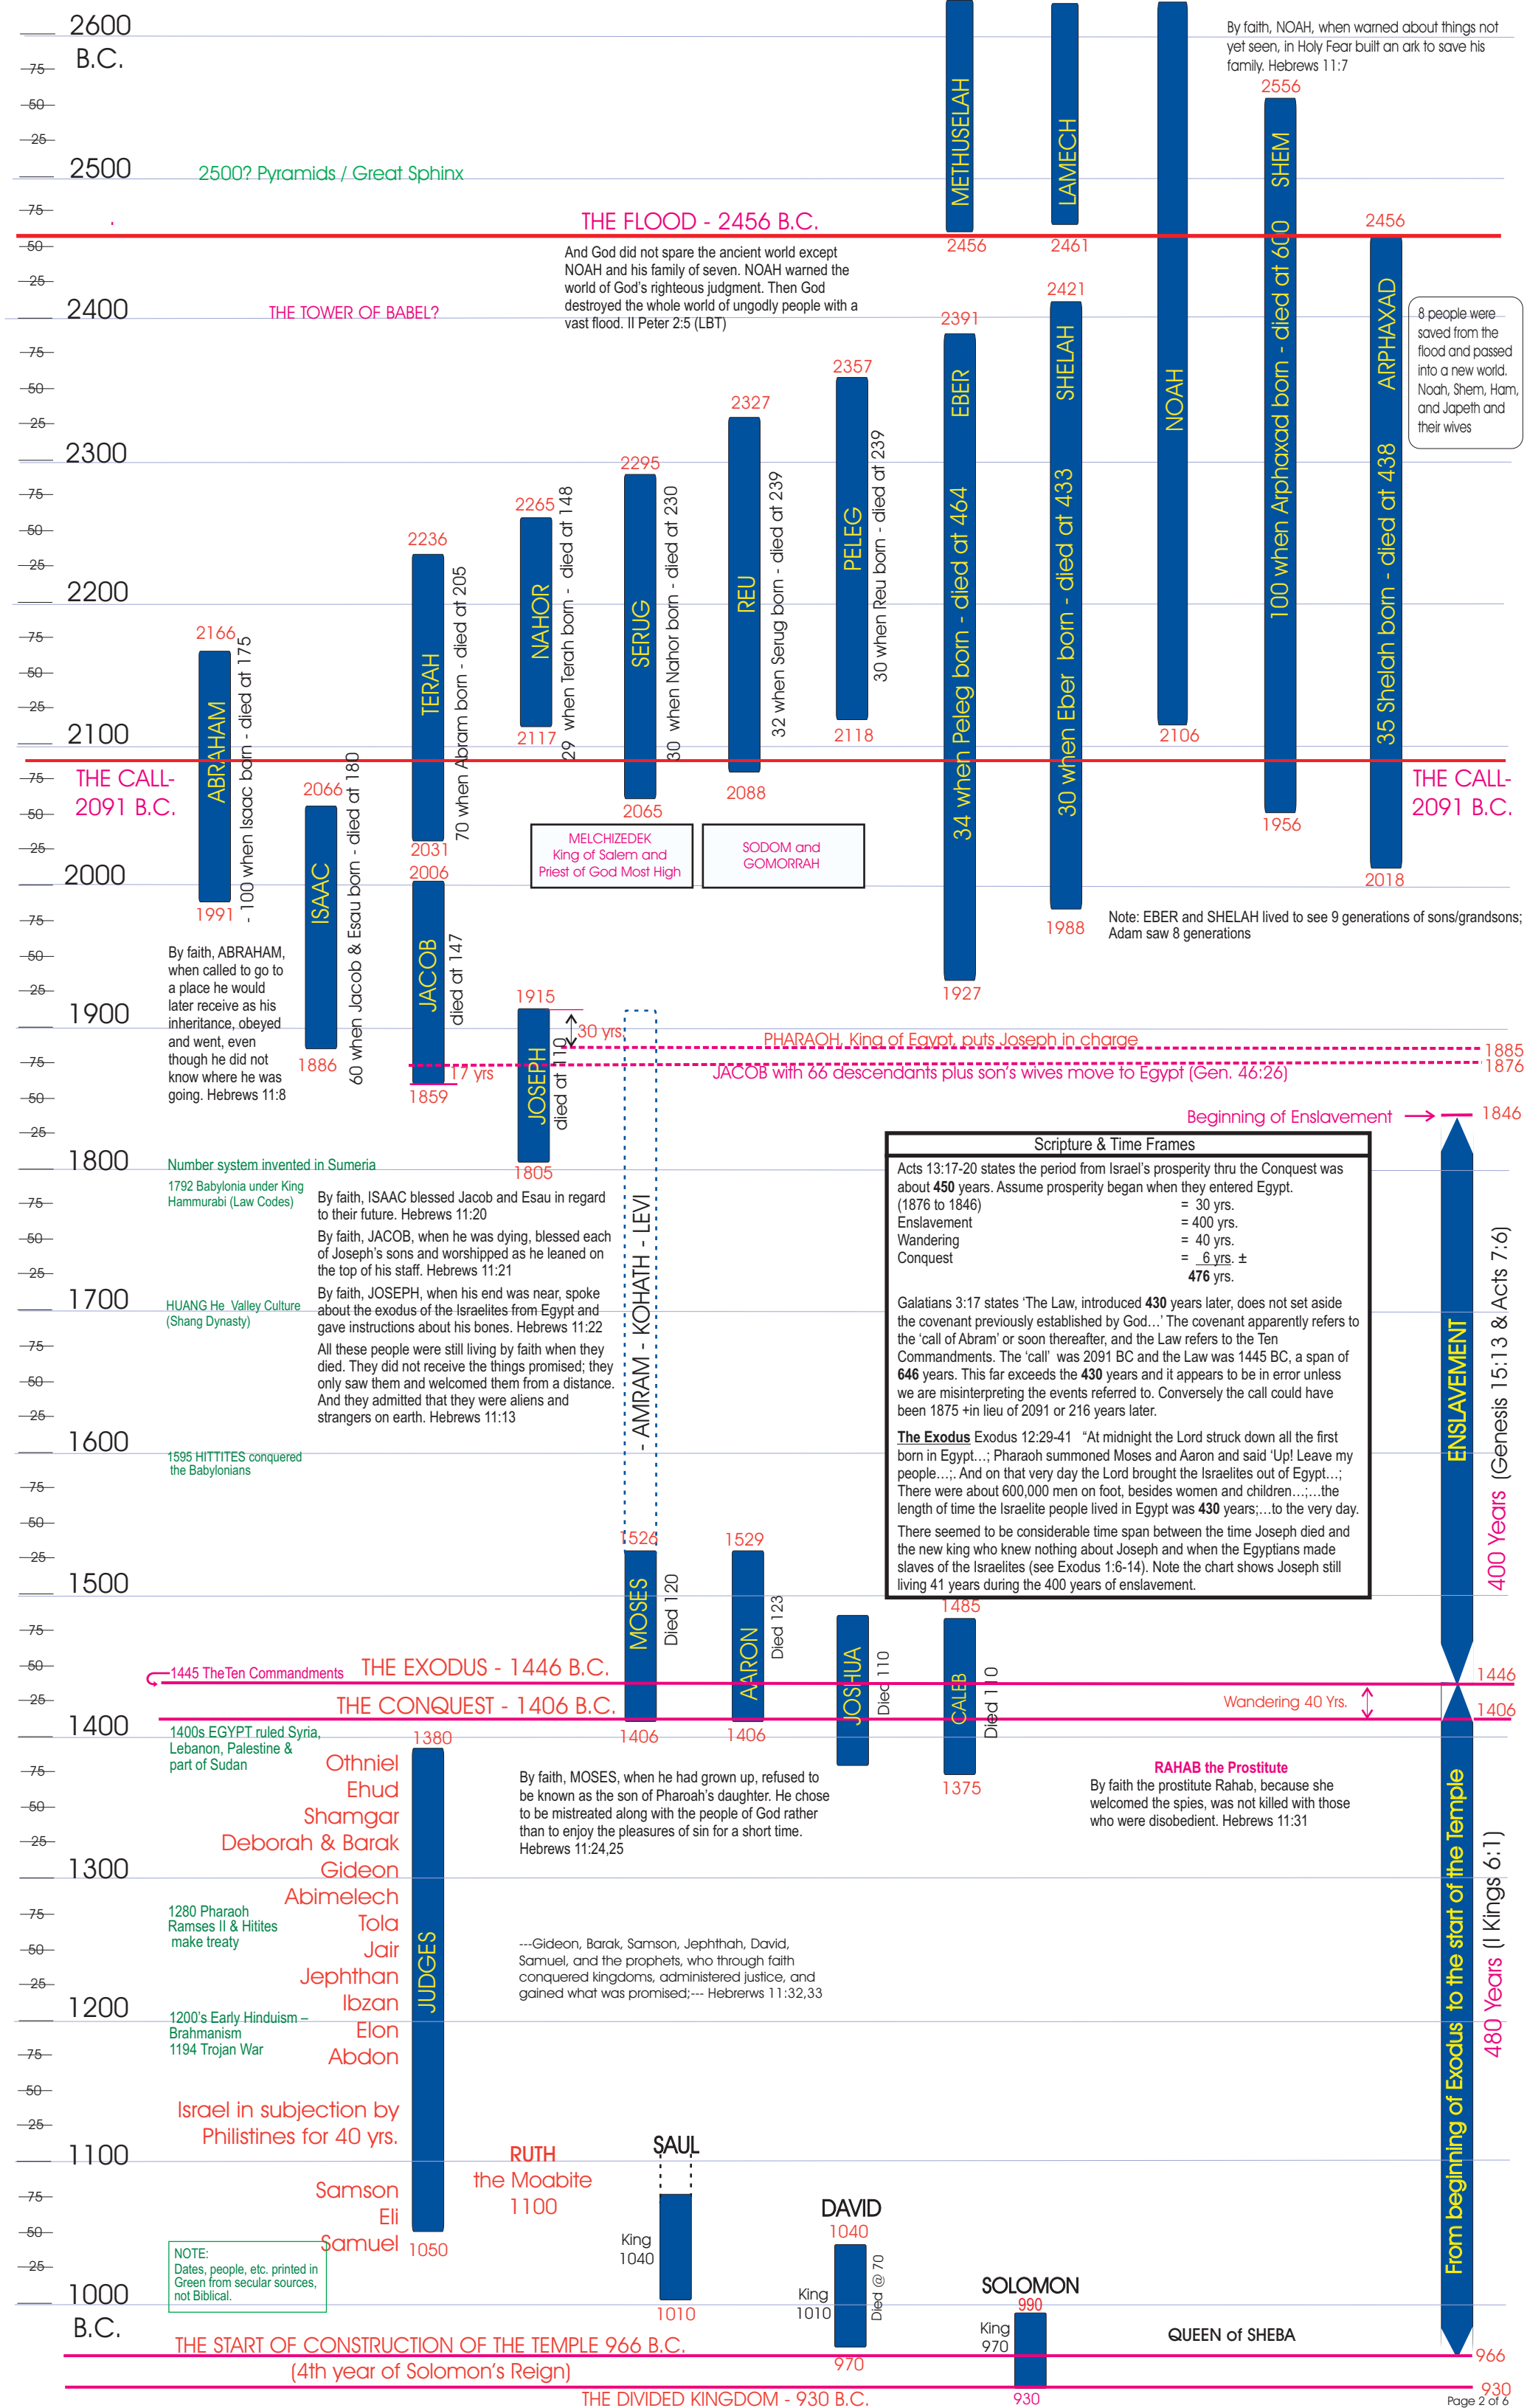 2600
B.C.
75
50
25
2500
75
50
25
2400
75
50
25
2300
75
50
25
2200
75
50
25
2100
75
50
25
2000
75
50
25
1900
75
50
25
1800
75
50
25
1700
75
50
25
1600
75
50
25
1500
75
50
25
1400
75
50
25
1300
75
50
25
1200
75
50
25
1100
75
50
25
1000
B.C.
METHUSELAH
2456
LAMECH
2461
NOAH
2106
By faith, NOAH, when warned about things not
yet seen, in Holy Fear built an ark to save his
family. Hebrews 11:7
2556
100 when Arphaxad born - died at 600 SHEM
1956
2500? Pyramids / Great Sphinx
THE FLOOD - 2456 B.C.
And God did not spare the ancient world except
NOAH and his family of seven. NOAH warned the
world of God's righteous judgment. Then God
destroyed the whole world of ungodly people with a
vast flood. II Peter 2:5 (LBT)
THE TOWER OF BABEL?
2456
35 Shelah born - died at 438 ARPHAXAD
2018
8 people were
saved from the
flood and passed
into a new world.
Noah, Shem, Ham,
and Japeth and
their wives
2421
30 when Eber born - died at 433 SHELAH
1988
2391
34 when Peleg born - died at 464 EBER
1927
2357
PELEG
30 when Reu born - died at 239
2118
2327
REU
32 when Serug born - died at 239
2088
2295
SERUG
30 when Nahor born - died at 230
2065
2265
NAHOR
29 when Terah born - died at 148
2117
2236
TERAH
70 when Abram born - died at 205
2031
2166
ABRAHAM
- 100 when Isaac born - died at 175
1991
THE CALL-
2091 B.C.
THE CALL-
2091 B.C.
2066
ISAAC
60 when Jacob & Esau born - died at 180
1886
MELCHIZEDEK
King of Salem and
Priest of God Most High
SODOM and
GOMORRAH
2006
JACOB
died at 147
17 yrs
1859
Note: EBER and SHELAH lived to see 9 generations of sons/grandsons;
Adam saw 8 generations
By faith, ABRAHAM,
when called to go to
a place he would
later receive as his
inheritance, obeyed
and went, even
though he did not
know where he was
going. Hebrews 11:8
1915
JOSEPH
died at 110
30 yrs
1805
PHARAOH, King of Egypt, puts Joseph in charge
1885
JACOB with 66 descendants plus son's wives move to Egypt (Gen. 46:26)
1876
Beginning of Enslavement
1846
Number system invented in Sumeria
1792 Babylonia under King
Hammurabi (Law Codes)
By faith, ISAAC blessed Jacob and Esau in regard
to their future. Hebrews 11:20
By faith, JACOB, when he was dying, blessed each
of Joseph's sons and worshipped as he leaned on
the top of his staff. Hebrews 11:21
By faith, JOSEPH, when his end was near, spoke
about the exodus of the Israelites from Egypt and
gave instructions about his bones. Hebrews 11:22
All these people were still living by faith when they
died. They did not receive the things promised; they
only saw them and welcomed them from a distance.
And they admitted that they were aliens and
strangers on earth. Hebrews 11:13
HUANG He Valley Culture
(Shang Dynasty)
1595 HITTITES conquered
the Babylonians
- AMRAM - KOHATH - LEVI
Scripture & Time Frames
Acts 13:17-20 states the period from Israel's prosperity thru the Conquest was
about 450 years. Assume prosperity began when they entered Egypt.
(1876 to 1846) = 30 yrs.
Enslavement = 400 yrs.
Wandering = 40 yrs.
Conquest = 6 yrs. ±
476 yrs.
Galatians 3:17 states 'The Law, introduced 430 years later, does not set aside
the covenant previously established by God…' The covenant apparently refers to
the 'call of Abram' or soon thereafter, and the Law refers to the Ten
Commandments. The 'call' was 2091 BC and the Law was 1445 BC, a span of
646 years. This far exceeds the 430 years and it appears to be in error unless
we are misinterpreting the events referred to. Conversely the call could have
been 1875 +in lieu of 2091 or 216 years later.
The Exodus Exodus 12:29-41 "At midnight the Lord struck down all the first
born in Egypt…; Pharaoh summoned Moses and Aaron and said 'Up! Leave my
people…;. And on that very day the Lord brought the Israelites out of Egypt…;
There were about 600,000 men on foot, besides women and children…;…the
length of time the Israelite people lived in Egypt was 430 years;…to the very day.
There seemed to be considerable time span between the time Joseph died and
the new king who knew nothing about Joseph and when the Egyptians made
slaves of the Israelites (see Exodus 1:6-14). Note the chart shows Joseph still
living 41 years during the 400 years of enslavement.
ENSLAVEMENT
400 Years (Genesis 15:13 & Acts 7:6)
1526
MOSES
Died 120
1406
1529
AARON
Died 123
1406
JOSHUA
Died 110
1485
CALEB
Died 110
1375
1445 TheTen Commandments
THE EXODUS - 1446 B.C.
1446
Wandering 40 Yrs.
THE CONQUEST - 1406 B.C.
1406
1400s EGYPT ruled Syria,
Lebanon, Palestine &
part of Sudan
1380
JUDGES
1050
Othniel
Ehud
Shamgar
Deborah & Barak
Gideon
Abimelech
Tola
Jair
Jephthan
Ibzan
Elon
Abdon
Israel in subjection by
Philistines for 40 yrs.
Samson
Eli
Samuel
By faith, MOSES, when he had grown up, refused to
be known as the son of Pharoah's daughter. He chose
to be mistreated along with the people of God rather
than to enjoy the pleasures of sin for a short time.
Hebrews 11:24,25
RAHAB the Prostitute
By faith the prostitute Rahab, because she
welcomed the spies, was not killed with those
who were disobedient. Hebrews 11:31
1280 Pharaoh
Ramses II & Hitites
make treaty
---Gideon, Barak, Samson, Jephthah, David,
Samuel, and the prophets, who through faith
conquered kingdoms, administered justice, and
gained what was promised;--- Hebrerws 11:32,33
1200's Early Hinduism –
Brahmanism
1194 Trojan War
From beginning of Exodus to the start of the Temple
480 Years (I Kings 6:1)
RUTH
the Moabite
1100
SAUL
King
1040
1010
DAVID
1040
King
1010
Died @ 70
970
SOLOMON
990
King
970
930
QUEEN of SHEBA
NOTE:
Dates, people, etc. printed in
Green from secular sources,
not Biblical.
THE START OF CONSTRUCTION OF THE TEMPLE 966 B.C.
(4th year of Solomon's Reign)
966
THE DIVIDED KINGDOM - 930 B.C.
930
Page 2 of 6